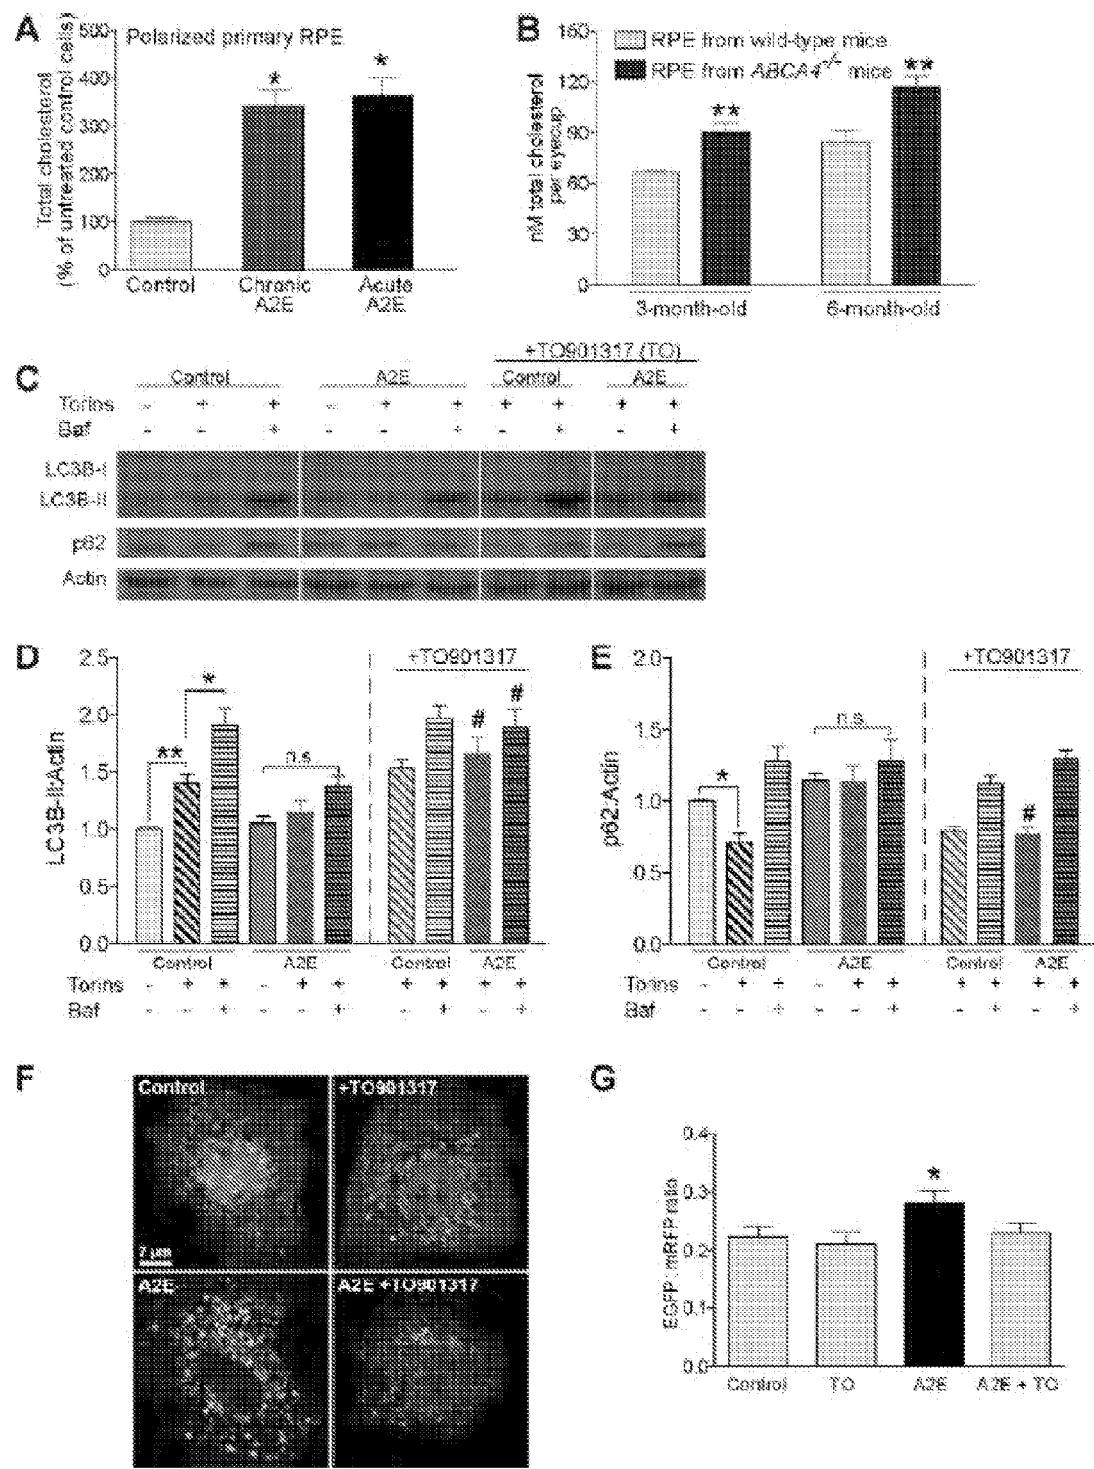 A
Polarized primary RPE
Total cholesterol
(% of untreated control cells)
500
400
300
200
100
0
*
*
Control
Chronic
A2E
Acute
A2E
B
RPE from wild-type mice
RPE from ABCA4-/- mice
nM total cholesterol
per eyecup
160
120
90
60
30
0
**
**
3-month-old
6-month-old
C
+TO901317 (TO)
Control A2E Control A2E
Torins - + + - + + + + + +
Baf - - + - - + - + - +
LC3B-I
LC3B-II
p62
Actin
D
LC3B-II:Actin
2.5
2.0
1.5
1.0
0.5
0.0
+TO901317
**
*
n.s
#
#
Control A2E Control A2E
Torins - + + - + + + + + +
Baf - - + - - + - + - +
E
p62:Actin
2.0
1.5
1.0
0.5
0.0
+TO901317
*
n.s.
#
Control A2E Control A2E
Torins - + + - + + + + + +
Baf - - + - - + - + - +
F
Control
+TO901317
7 µm
A2E
A2E +TO901317
G
EGFP: mRFP ratio
0.4
0.3
0.2
0.1
0.0
*
Control
TO
A2E
A2E + TO